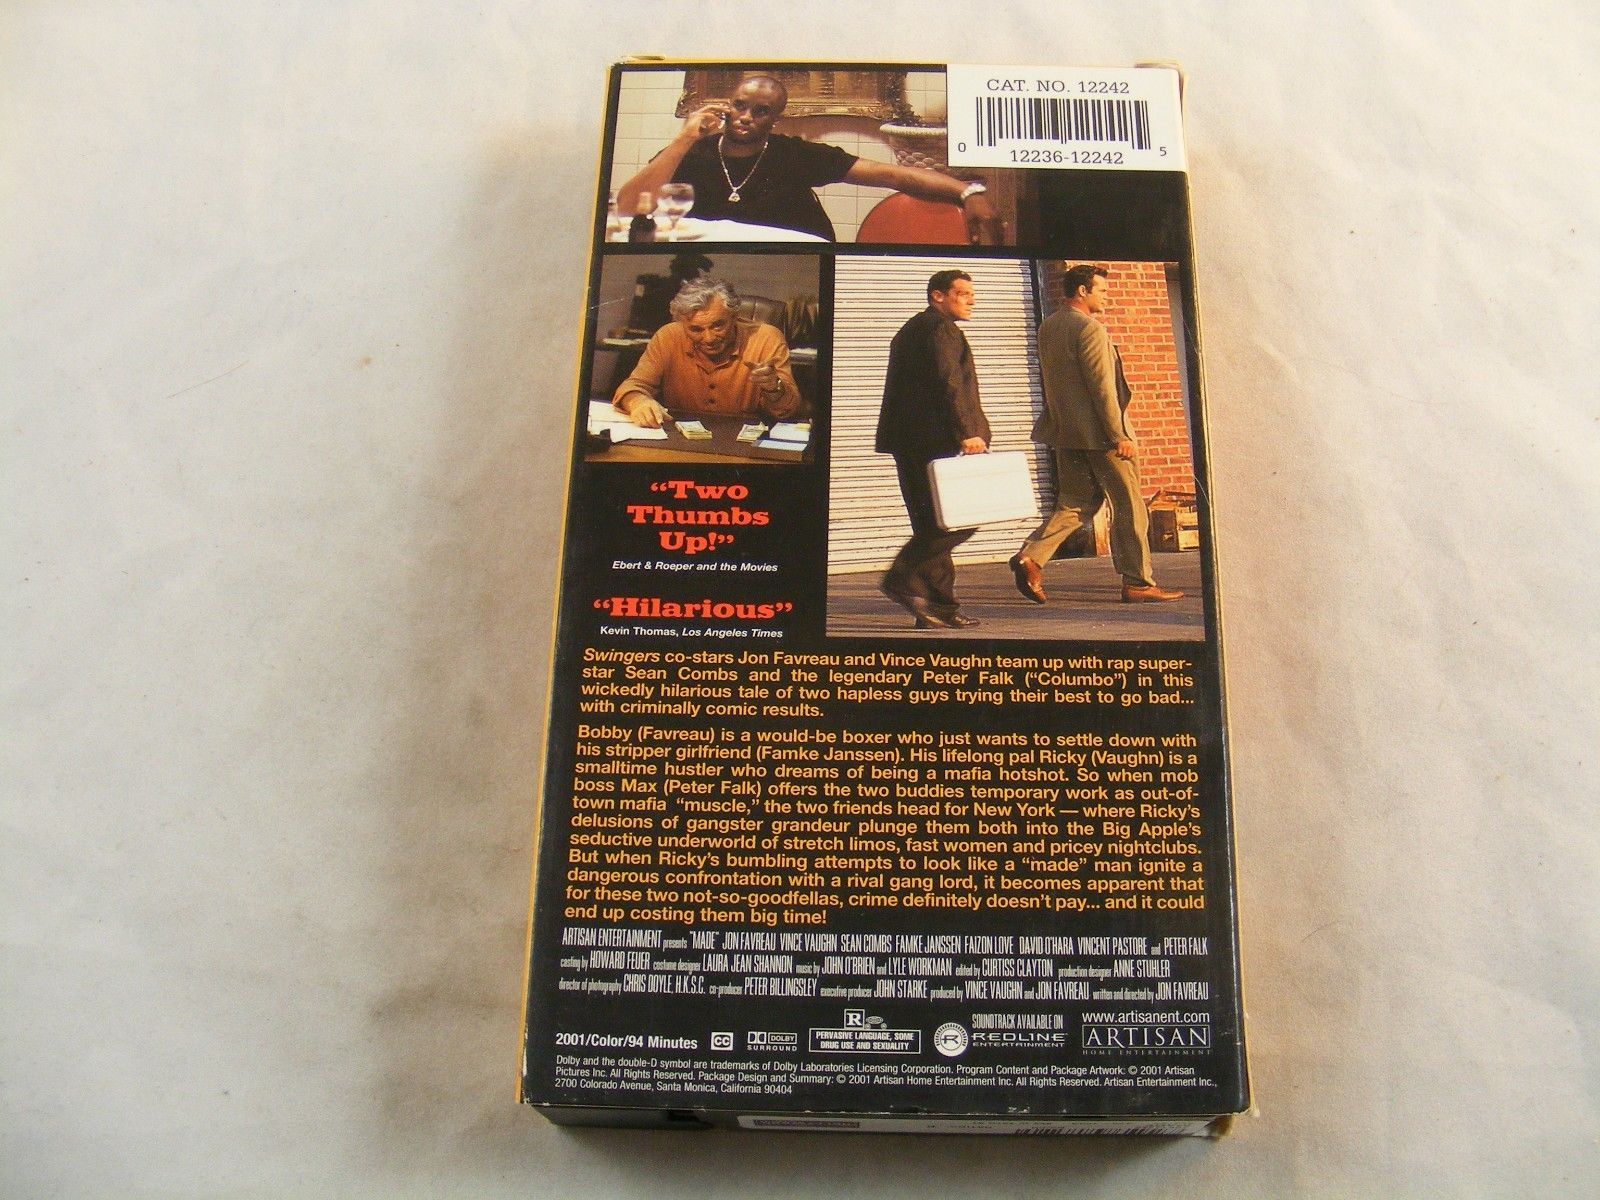 CAT. NO. 12242
0 12236-12242 5
“Two
Thumbs
Up!”
Ebert & Roeper and the Movies
“Hilarious”
Kevin Thomas, Los Angeles Times
Swingers co-stars Jon Favreau and Vince Vaughn team up with rap super-
star Sean Combs and the legendary Peter Falk (“Columbo”) in this
wickedly hilarious tale of two hapless guys trying their best to go bad...
with criminally comic results.
Bobby (Favreau) is a would-be boxer who just wants to settle down with
his stripper girlfriend (Famke Janssen). His lifelong pal Ricky (Vaughn) is a
smalltime hustler who dreams of being a mafia hotshot. So when mob
boss Max (Peter Falk) offers the two buddies temporary work as out-of-
town mafia “muscle,” the two friends head for New York — where Ricky’s
delusions of gangster grandeur plunge them both into the Big Apple’s
seductive underworld of stretch limos, fast women and pricey nightclubs.
But when Ricky’s bumbling attempts to look like a “made” man ignite a
dangerous confrontation with a rival gang lord, it becomes apparent that
for these two not-so-goodfellas, crime definitely doesn’t pay... and it could
end up costing them big time!
ARTISAN ENTERTAINMENT presents “MADE” JON FAVREAU VINCE VAUGHN SEAN COMBS FAMKE JANSSEN FAIZON LOVE DAVID O’HARA VINCENT PASTORE and PETER FALK
casting by HOWARD FEUER costume designer LAURA JEAN SHANNON music by JOHN O’BRIEN and LYLE WORKMAN edited by CURTISS CLAYTON production designer ANNE STUHLER
director of photography CHRIS DOYLE, H.K.S.C. co-producer PETER BILLINGSLEY executive producer JOHN STARKE produced by VINCE VAUGHN and JON FAVREAU written and directed by JON FAVREAU
2001/Color/94 Minutes
CC
DOLBY
SURROUND
R
PERVASIVE LANGUAGE, SOME
DRUG USE AND SEXUALITY
R
SOUNDTRACK AVAILABLE ON
REDLINE
ENTERTAINMENT
www.artisanent.com
ARTISAN
HOME ENTERTAINMENT
Dolby and the double-D symbol are trademarks of Dolby Laboratories Licensing Corporation. Program Content and Package Artwork: © 2001 Artisan
Pictures Inc. All Rights Reserved. Package Design and Summary: © 2001 Artisan Home Entertainment Inc. All Rights Reserved. Artisan Entertainment Inc.,
2700 Colorado Avenue, Santa Monica, California 90404